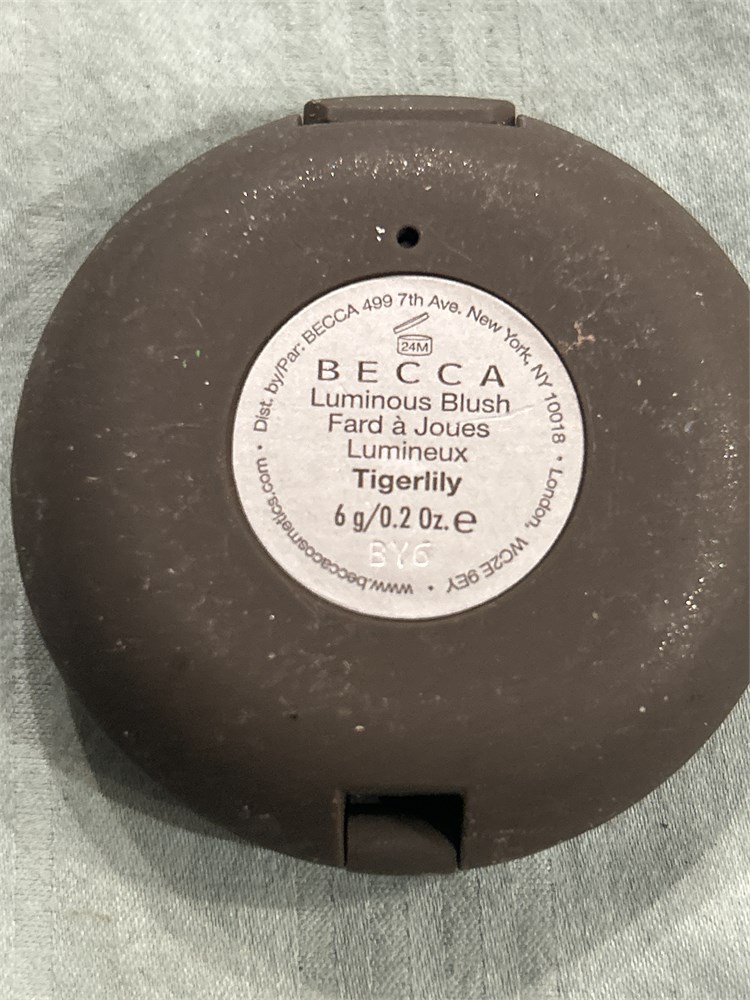 Dist. by/Par: BECCA 499 7th Ave. New York, NY 10018 • London, WC2E 9EY • www.beccacosmetics.com •
24M
BECCA
Luminous Blush
Fard à Joues
Lumineux
Tigerlily
6 g/0.2 Oz. e
BY6